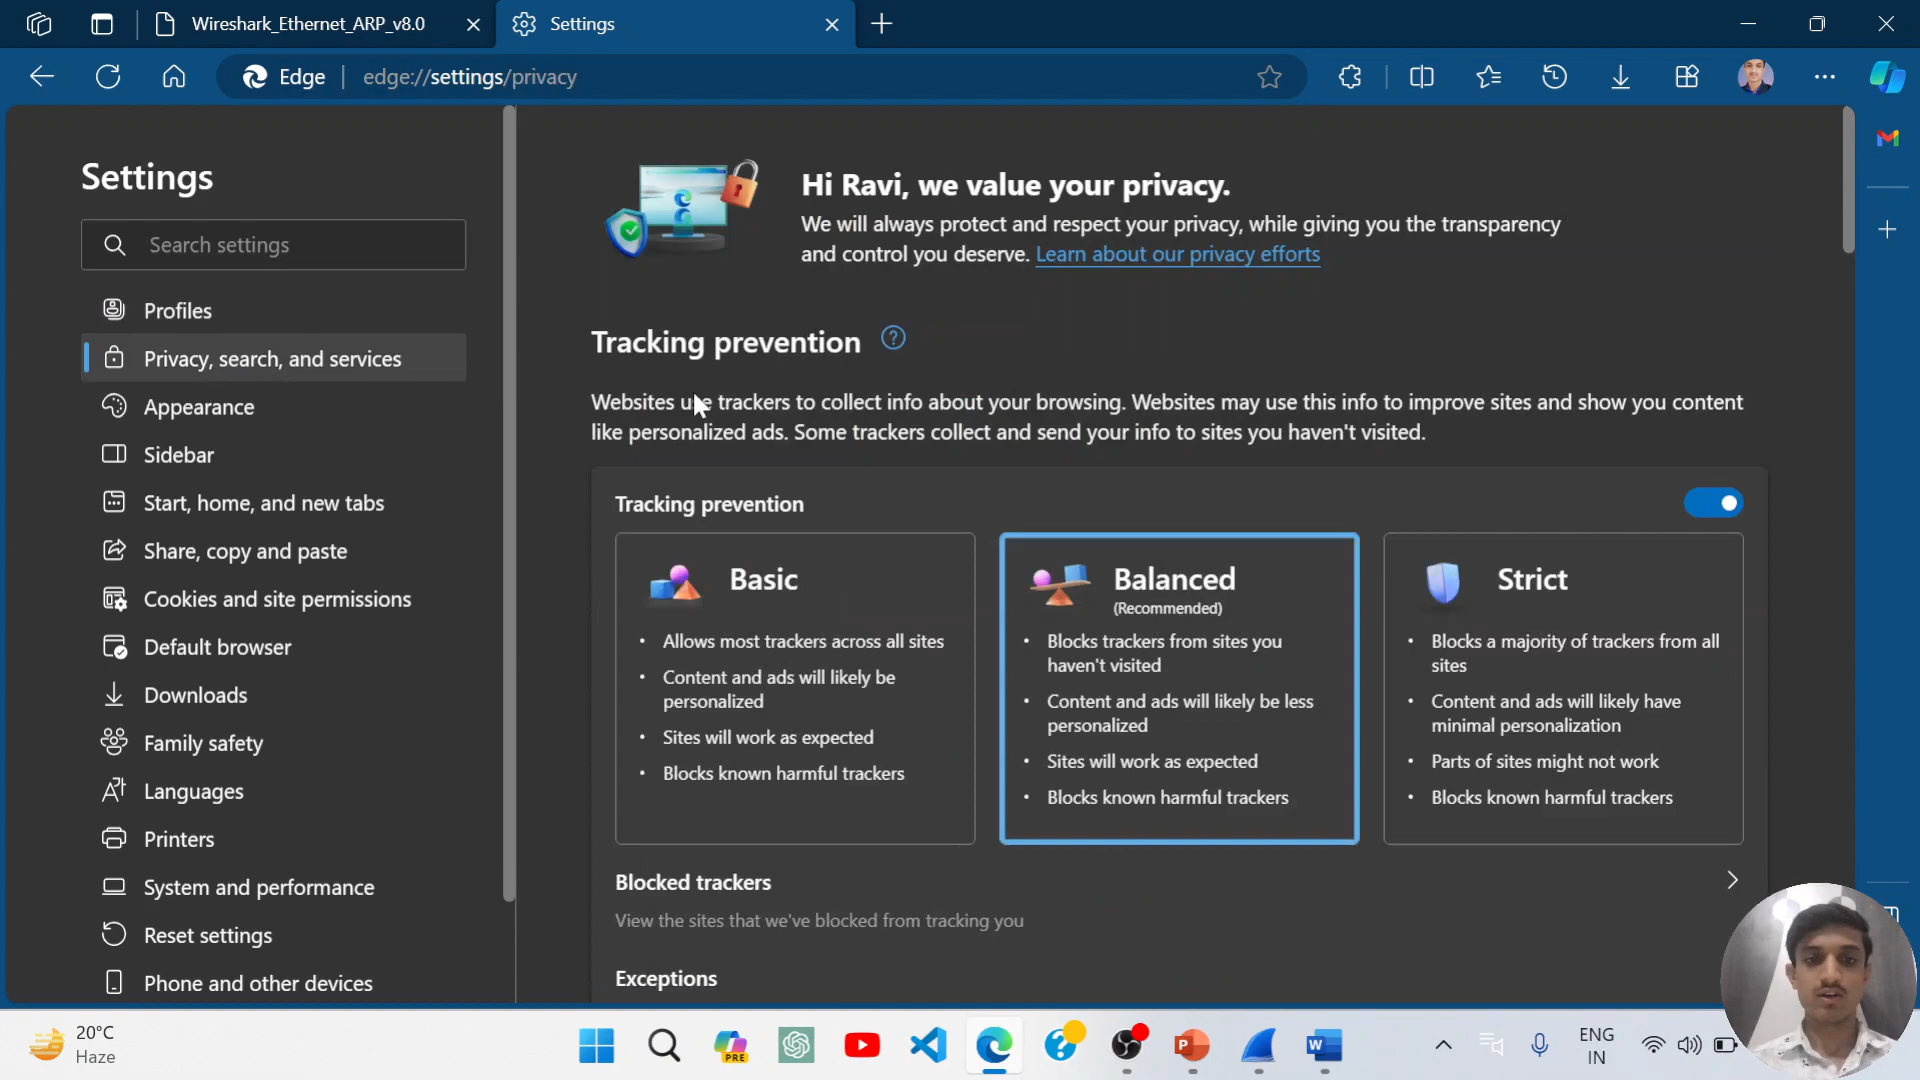 Wireshark_Ethernet_ARP_v8.0
Settings
Edge
edge://settings/privacy
Settings
Search settings
Profiles
Privacy, search, and services
Appearance
Sidebar
Start, home, and new tabs
Share, copy and paste
Cookies and site permissions
Default browser
Downloads
Family safety
Languages
Printers
System and performance
Reset settings
Phone and other devices
Hi Ravi, we value your privacy.
We will always protect and respect your privacy, while giving you the transparency
and control you deserve. Learn about our privacy efforts
Tracking prevention
Websites use trackers to collect info about your browsing. Websites may use this info to improve sites and show you content
like personalized ads. Some trackers collect and send your info to sites you haven't visited.
Tracking prevention
Basic
• Allows most trackers across all sites
• Content and ads will likely be
personalized
• Sites will work as expected
• Blocks known harmful trackers
Balanced
(Recommended)
• Blocks trackers from sites you
haven't visited
• Content and ads will likely be less
personalized
• Sites will work as expected
• Blocks known harmful trackers
Strict
• Blocks a majority of trackers from all
sites
• Content and ads will likely have
minimal personalization
• Parts of sites might not work
• Blocks known harmful trackers
Blocked trackers
View the sites that we've blocked from tracking you
Exceptions
20°C
Haze
PRE
P
W
ENG
IN